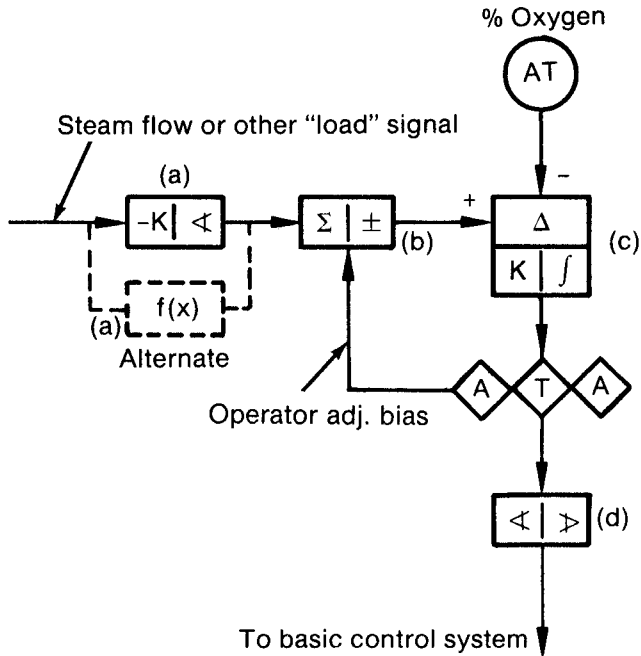 % Oxygen
AT
Steam flow or other “load” signal
(a)
-K ∢
Σ ±
(b)
+
−
Δ
K ∫
(c)
f(x)
(a)
Alternate
A T A
Operator adj. bias
∢ ∢
(d)
To basic control system